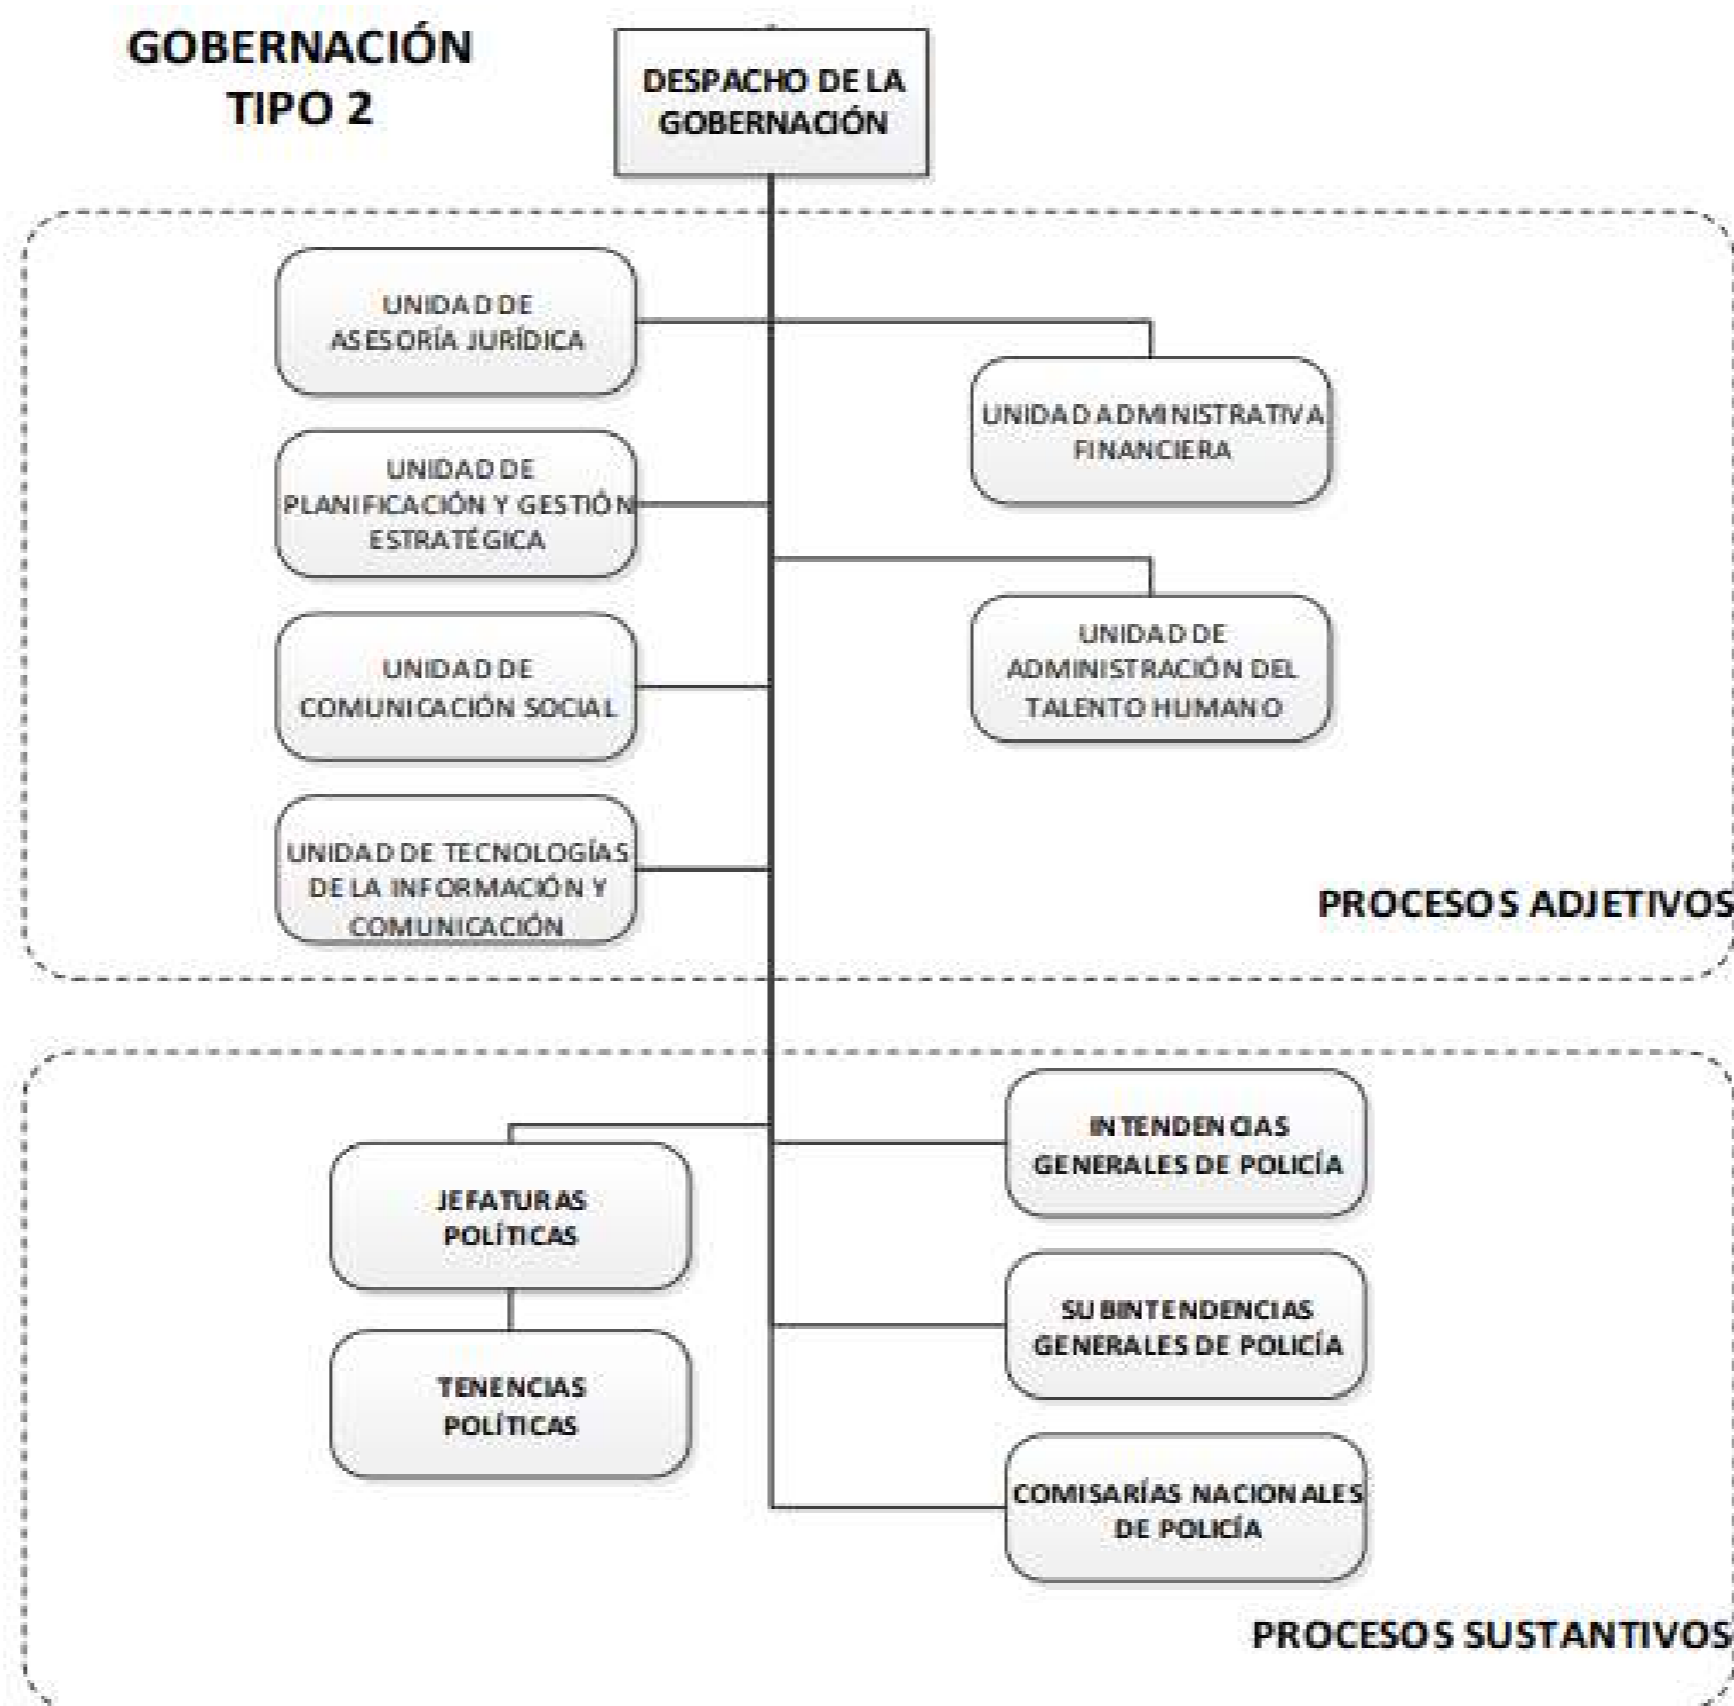 GOBERNACIÓN
TIPO 2
DESPACHO DE LA
GOBERNACIÓN
UNIDAD DE
ASESORÍA JURÍDICA
UNIDAD ADMINISTRATIVA
FINANCIERA
UNIDAD DE
PLANIFICACIÓN Y GESTIÓN
ESTRATÉGICA
UNIDAD DE
ADMINISTRACIÓN DEL
TALENTO HUMANO
UNIDAD DE
COMUNICACIÓN SOCIAL
UNIDAD DE TECNOLOGÍAS
DE LA INFORMACIÓN Y
COMUNICACIÓN
PROCESOS ADJETIVOS
JEFATURAS
POLÍTICAS
TENENCIAS
POLÍTICAS
INTENDENCIAS
GENERALES DE POLICÍA
SUBINTENDENCIAS
GENERALES DE POLICÍA
COMISARÍAS NACIONALES
DE POLICÍA
PROCESOS SUSTANTIVOS